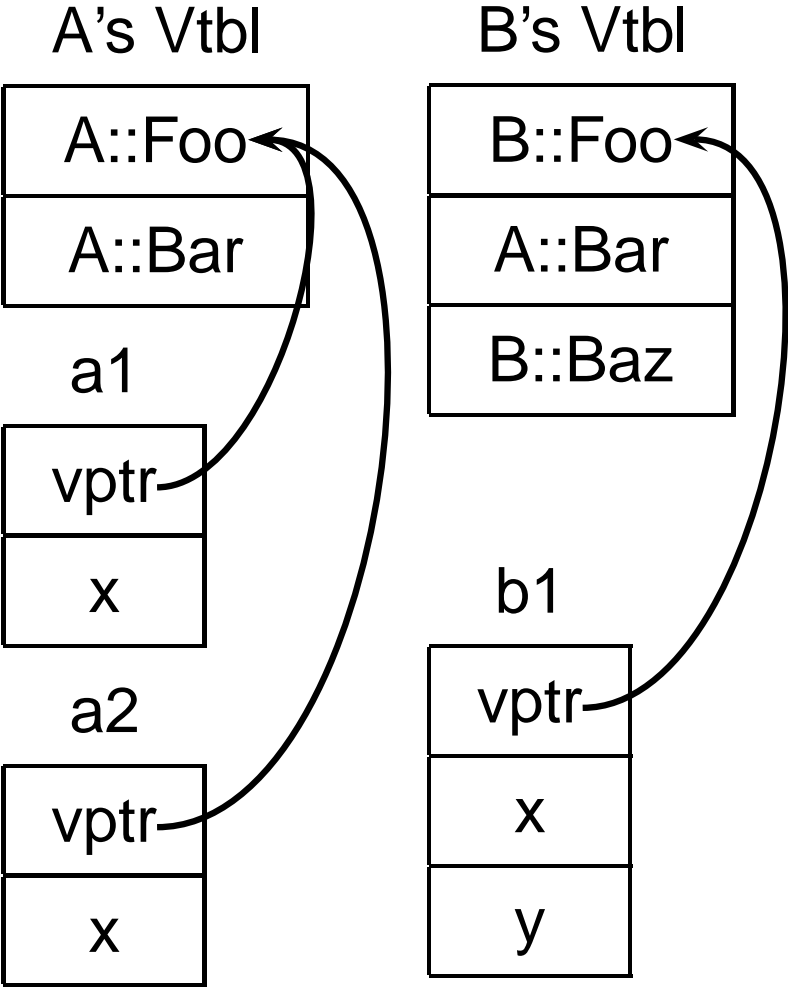 A's Vtbl
A::Foo
A::Bar
a1
vptr
x
a2
vptr
x
B's Vtbl
B::Foo
A::Bar
B::Baz
b1
vptr
x
y